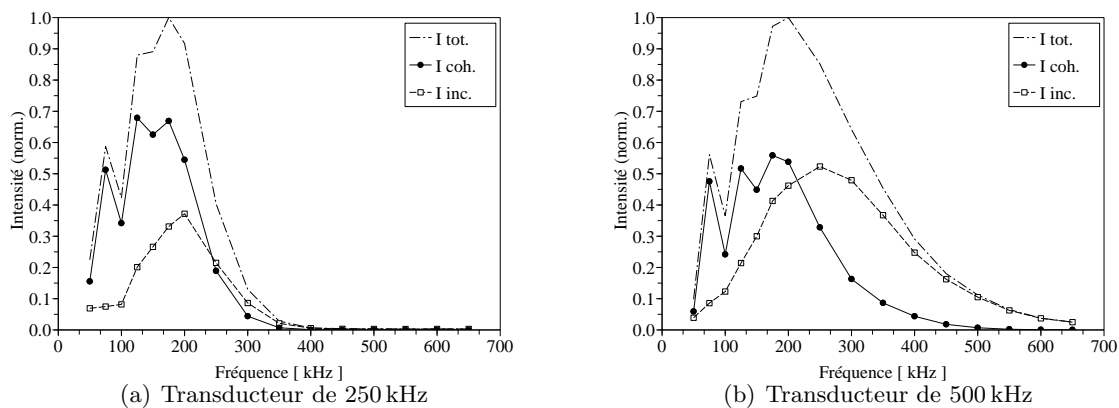 1.0
0.9
0.8
0.7
0.6
0.5
0.4
0.3
0.2
0.1
0.0
Intensité (norm.)
I tot.
I coh.
I inc.
0 100 200 300 400 500 600 700
Fréquence [ kHz ]
(a) Transducteur de 250 kHz
1.0
0.9
0.8
0.7
0.6
0.5
0.4
0.3
0.2
0.1
0.0
Intensité (norm.)
I tot.
I coh.
I inc.
0 100 200 300 400 500 600 700
Fréquence [ kHz ]
(b) Transducteur de 500 kHz